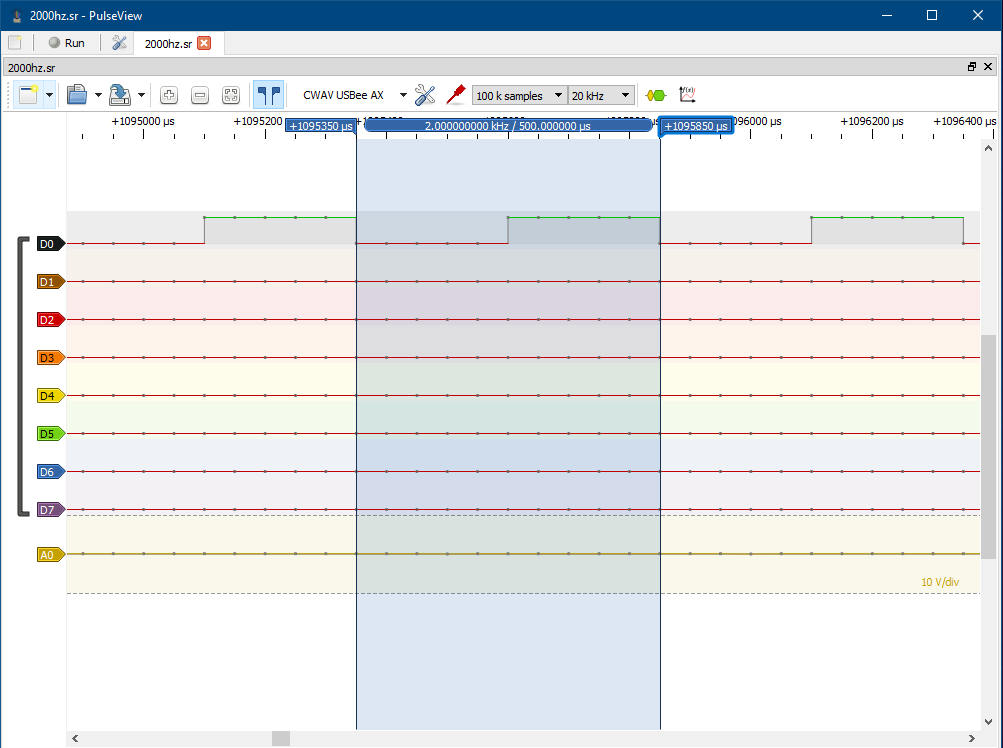 2000hz.sr - PulseView
Run
2000hz.sr
2000hz.sr
CWAV USBee AX
100 k samples
20 kHz
f(x)
+1095000 µs
+1095200
+1095350 µs
2.000000000 kHz / 500.000000 µs
+1095850 µs
096000 µs
+1096200 µs
+1096400 µs
D0
D1
D2
D3
D4
D5
D6
D7
A0
10 V/div